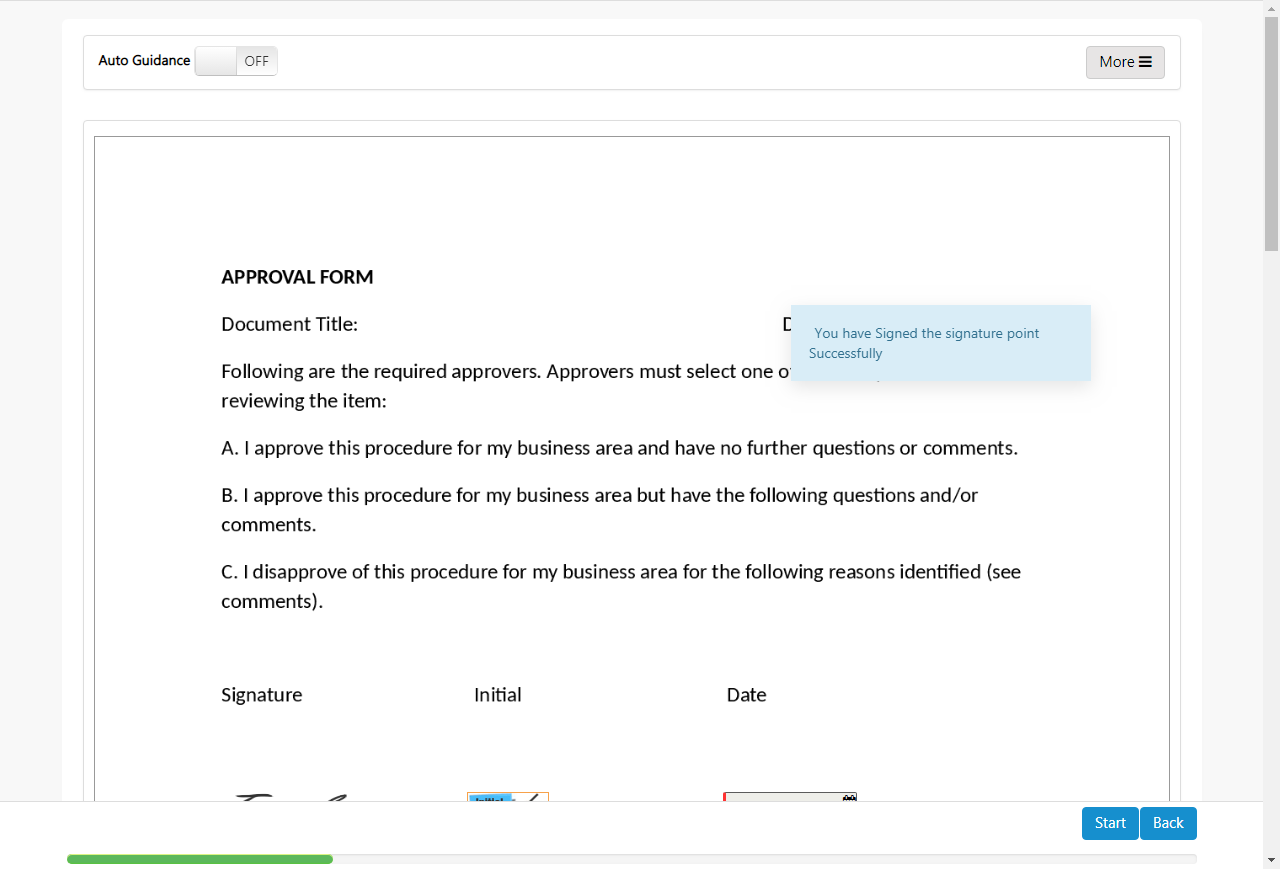 Auto Guidance OFF More
APPROVAL FORM
Document Title: D
You have Signed the signature point
Successfully
Following are the required approvers. Approvers must select one o
reviewing the item:
A. I approve this procedure for my business area and have no further questions or comments.
B. I approve this procedure for my business area but have the following questions and/or
comments.
C. I disapprove of this procedure for my business area for the following reasons identified (see
comments).
Signature Initial Date
Start Back